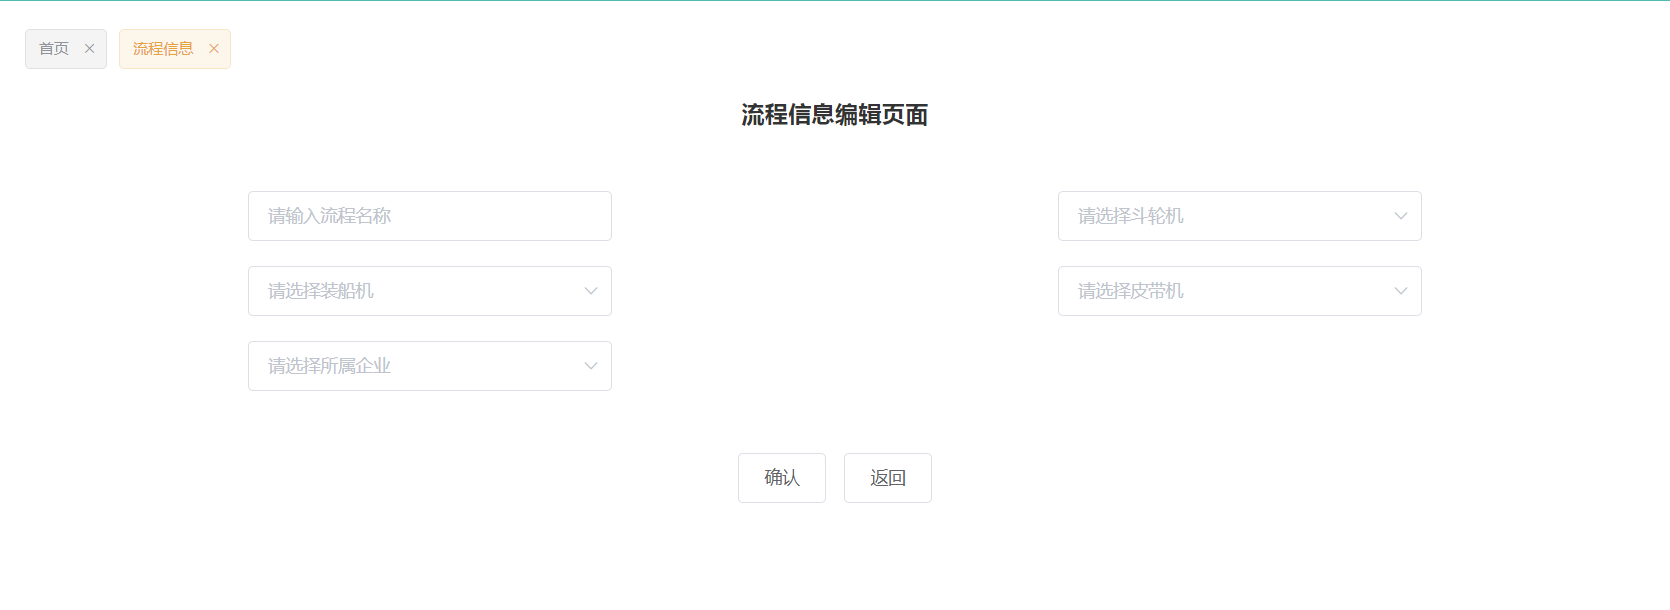 首页 流程信息
流程信息编辑页面
请输入流程名称 请选择斗轮机
请选择装船机 请选择皮带机
请选择所属企业
确认 返回